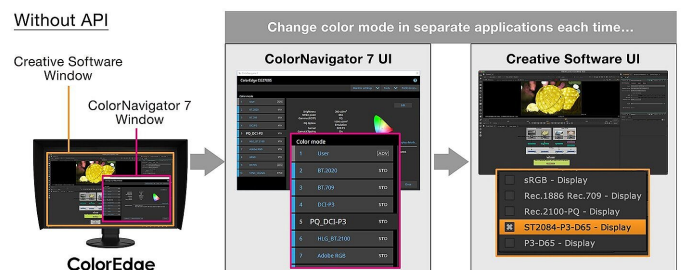 Without API
Change color mode in separate applications each time...
Creative Software
Window
ColorNavigator 7
Window
ColorEdge
ColorNavigator 7 UI
Color mode
1 User ADV
2 BT.2020 STD
3 BT.709 STD
4 DCI-P3 STD
5 PQ_DCI-P3 STD
6 HLG_BT.2100 STD
7 Adobe RGB STD
Creative Software UI
sRGB - Display
Rec.1886 Rec.709 - Display
Rec.2100-PQ - Display
ST2084-P3-D65 - Display
P3-D65 - Display